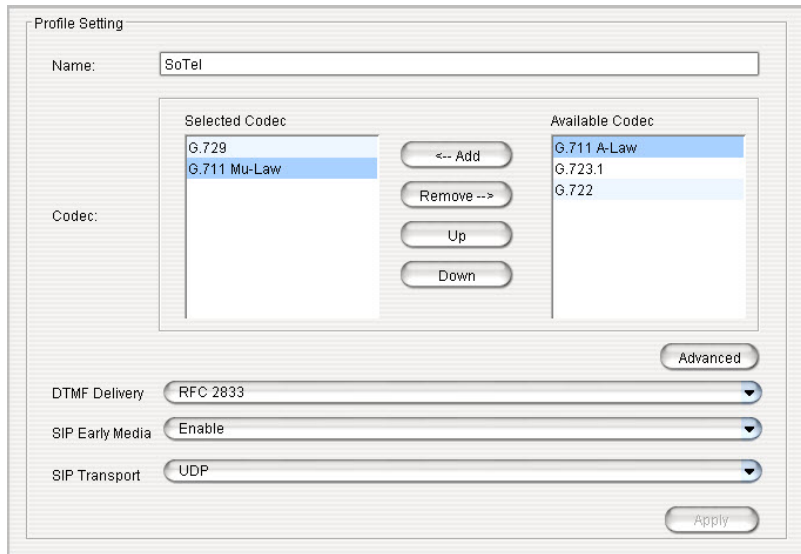 Profile Setting
Name: SoTel
Codec:
Selected Codec
G.729
G.711 Mu-Law
<-- Add
Remove -->
Up
Down
Available Codec
G.711 A-Law
G.723.1
G.722
Advanced
DTMF Delivery RFC 2833
SIP Early Media Enable
SIP Transport UDP
Apply